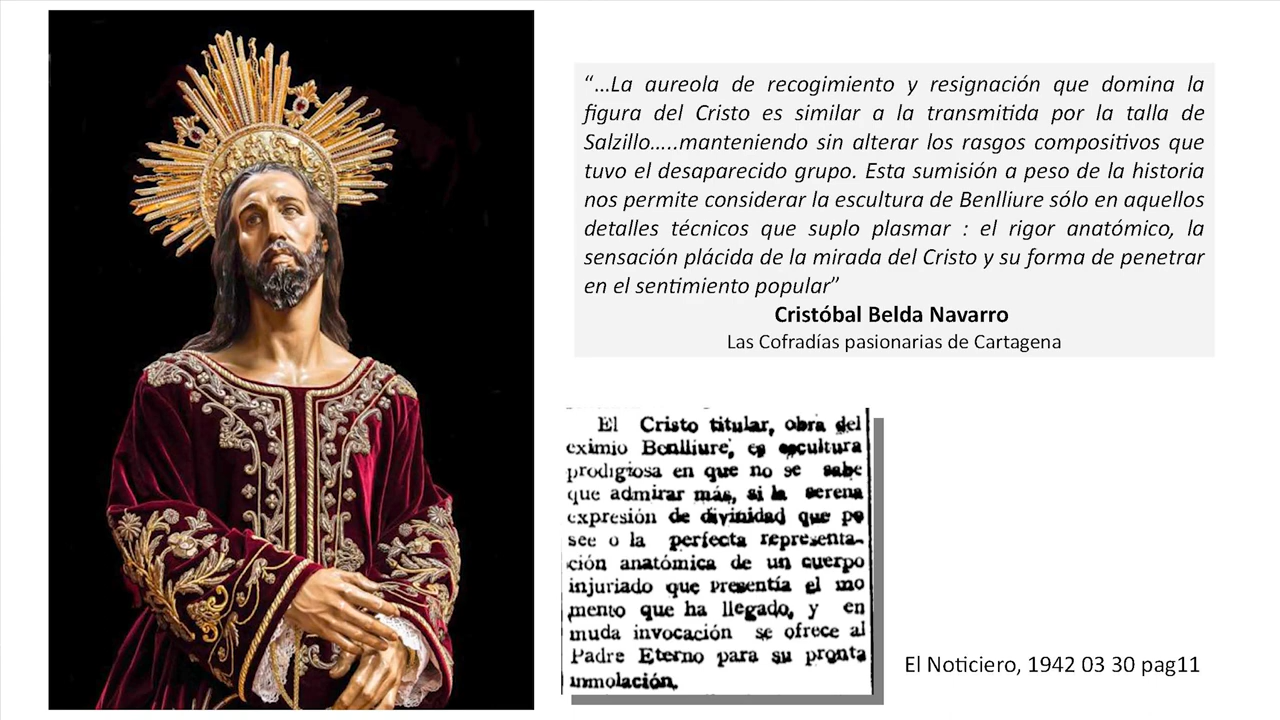 “…La aureola de recogimiento y resignación que domina la
figura del Cristo es similar a la transmitida por la talla de
Salzillo…..manteniendo sin alterar los rasgos compositivos que
tuvo el desaparecido grupo. Esta sumisión a peso de la historia
nos permite considerar la escultura de Benlliure sólo en aquellos
detalles técnicos que suplo plasmar : el rigor anatómico, la
sensación plácida de la mirada del Cristo y su forma de penetrar
en el sentimiento popular”
Cristóbal Belda Navarro
Las Cofradías pasionarias de Cartagena
El Cristo titular, obra del
eximio Benlliure, es escultura
prodigiosa en que no se sabe
que admirar más, si la serena
expresión de divinidad que po
see o la perfecta representa-
ción anatómica de un cuerpo
injuriado que presentía el mo
mento que ha llegado, y en
muda invocación se ofrece al
Padre Eterno para su pronta
inmolación.
El Noticiero, 1942 03 30 pag11